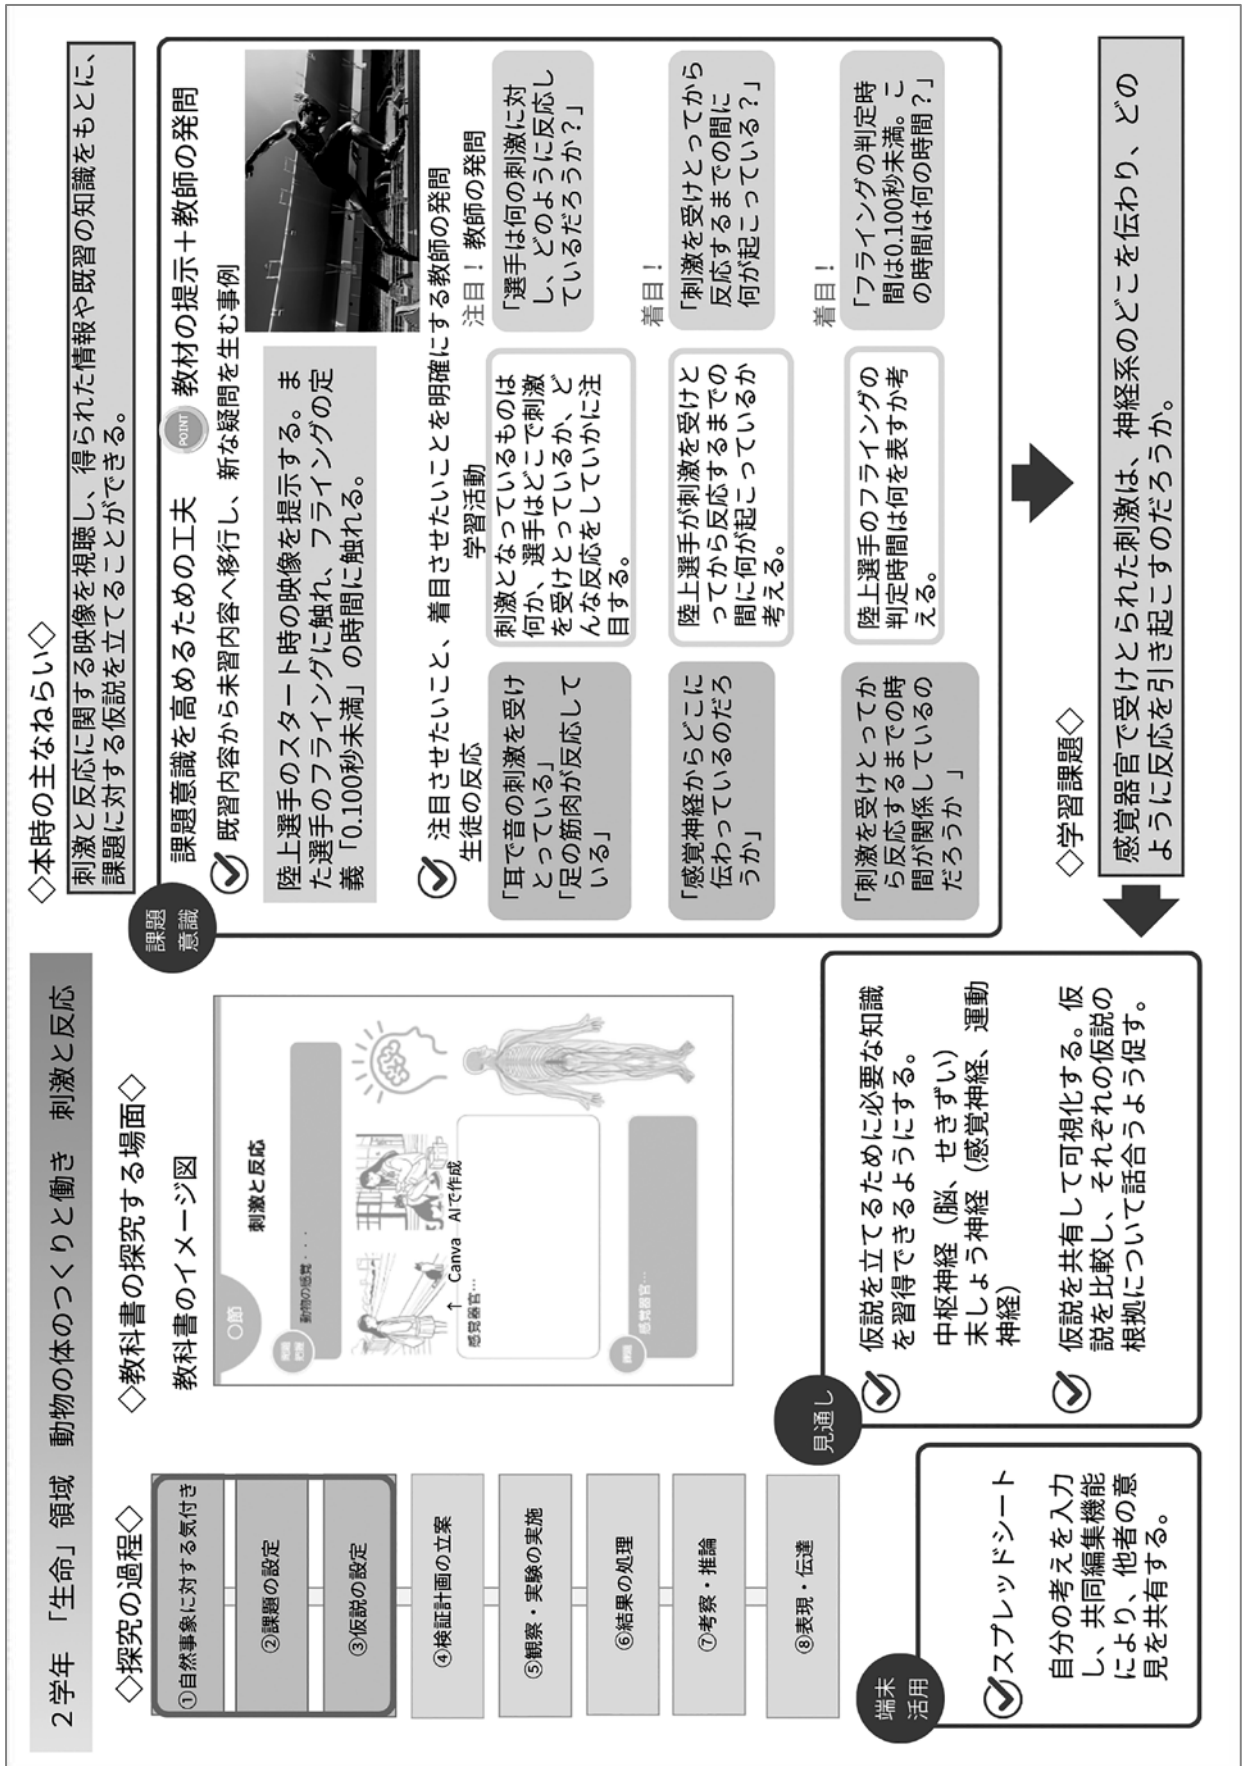 2学年　「生命」領域　動物の体のつくりと働き　刺激と反応
◇探究の過程◇
①自然事象に対する気付き
②課題の設定
③仮説の設定
④検証計画の立案
⑤観察・実験の実施
⑥結果の処理
⑦考察・推論
⑧表現・伝達
◇教科書の探究する場面◇
教科書のイメージ図
〇節
刺激と反応
動物の感覚・・・
↑　Canva　AIで作成
感覚器官…
感覚器官…
◇本時の主なねらい◇
刺激と反応に関する映像を視聴し、得られた情報や既習の知識をもとに、
課題に対する仮説を立てることができる。
課題
意識
課題意識を高めるための工夫
POINT
教材の提示＋教師の発問
既習内容から未習内容へ移行し、新な疑問を生む事例
陸上選手のスタート時の映像を提示する。ま
た選手のフライングに触れ、フライングの定
義「0.100秒未満」の時間に触れる。
注目させたいこと、着目させたいことを明確にする教師の発問
生徒の反応
学習活動
注目！ 教師の発問
「耳で音の刺激を受け
とっている」
「足の筋肉が反応して
いる」
刺激となっているものは
何か、選手はどこで刺激
を受けとっているか、ど
んな反応をしていかに注
目する。
「選手は何の刺激に対
し、どのように反応し
ているだろうか？」
着目！
「感覚神経からどこに
伝わっているのだろ
うか」
陸上選手が刺激を受けと
ってから反応するまでの
間に何が起こっているか
考える。
「刺激を受けとってから
反応するまでの間に
何が起こっている？」
着目！
「刺激を受けとってか
ら反応するまでの時
間が関係しているの
だろうか 」
陸上選手のフライングの
判定時間は何を表すか考
える。
「フライングの判定時
間は0.100秒未満。こ
の時間は何の時間？」
◇学習課題◇
感覚器官で受けとられた刺激は、神経系のどこを伝わり、どの
ように反応を引き起こすのだろうか。
見通し
仮説を立てるために必要な知識
を習得できるようにする。
中枢神経（脳、せきずい）
末しょう神経（感覚神経、運動
神経）
仮説を共有して可視化する。仮
説を比較し、それぞれの仮説の
根拠について話合うよう促す。
端末
活用
スプレッドシート
自分の考えを入力
し、共同編集機能
により、他者の意
見を共有する。